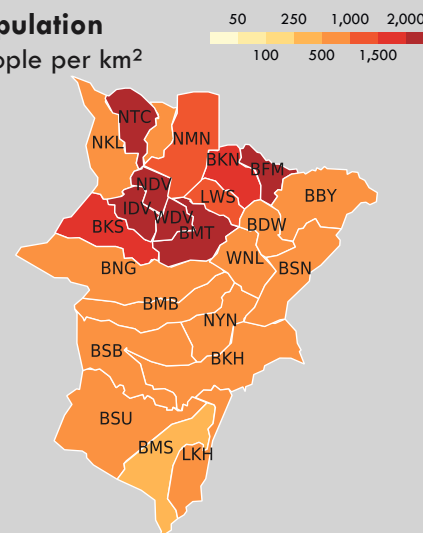 pulation
ople per km²
50 250 1,000 2,000
100 500 1,500
NTC
NKL
NMN
BKN
BFM
NDV
LWS
BBY
IDV
WDV
BKS
BMT
BDW
BNG
WNL
BSN
BMB
NYN
BSB
BKH
BSU
BMS
LKH